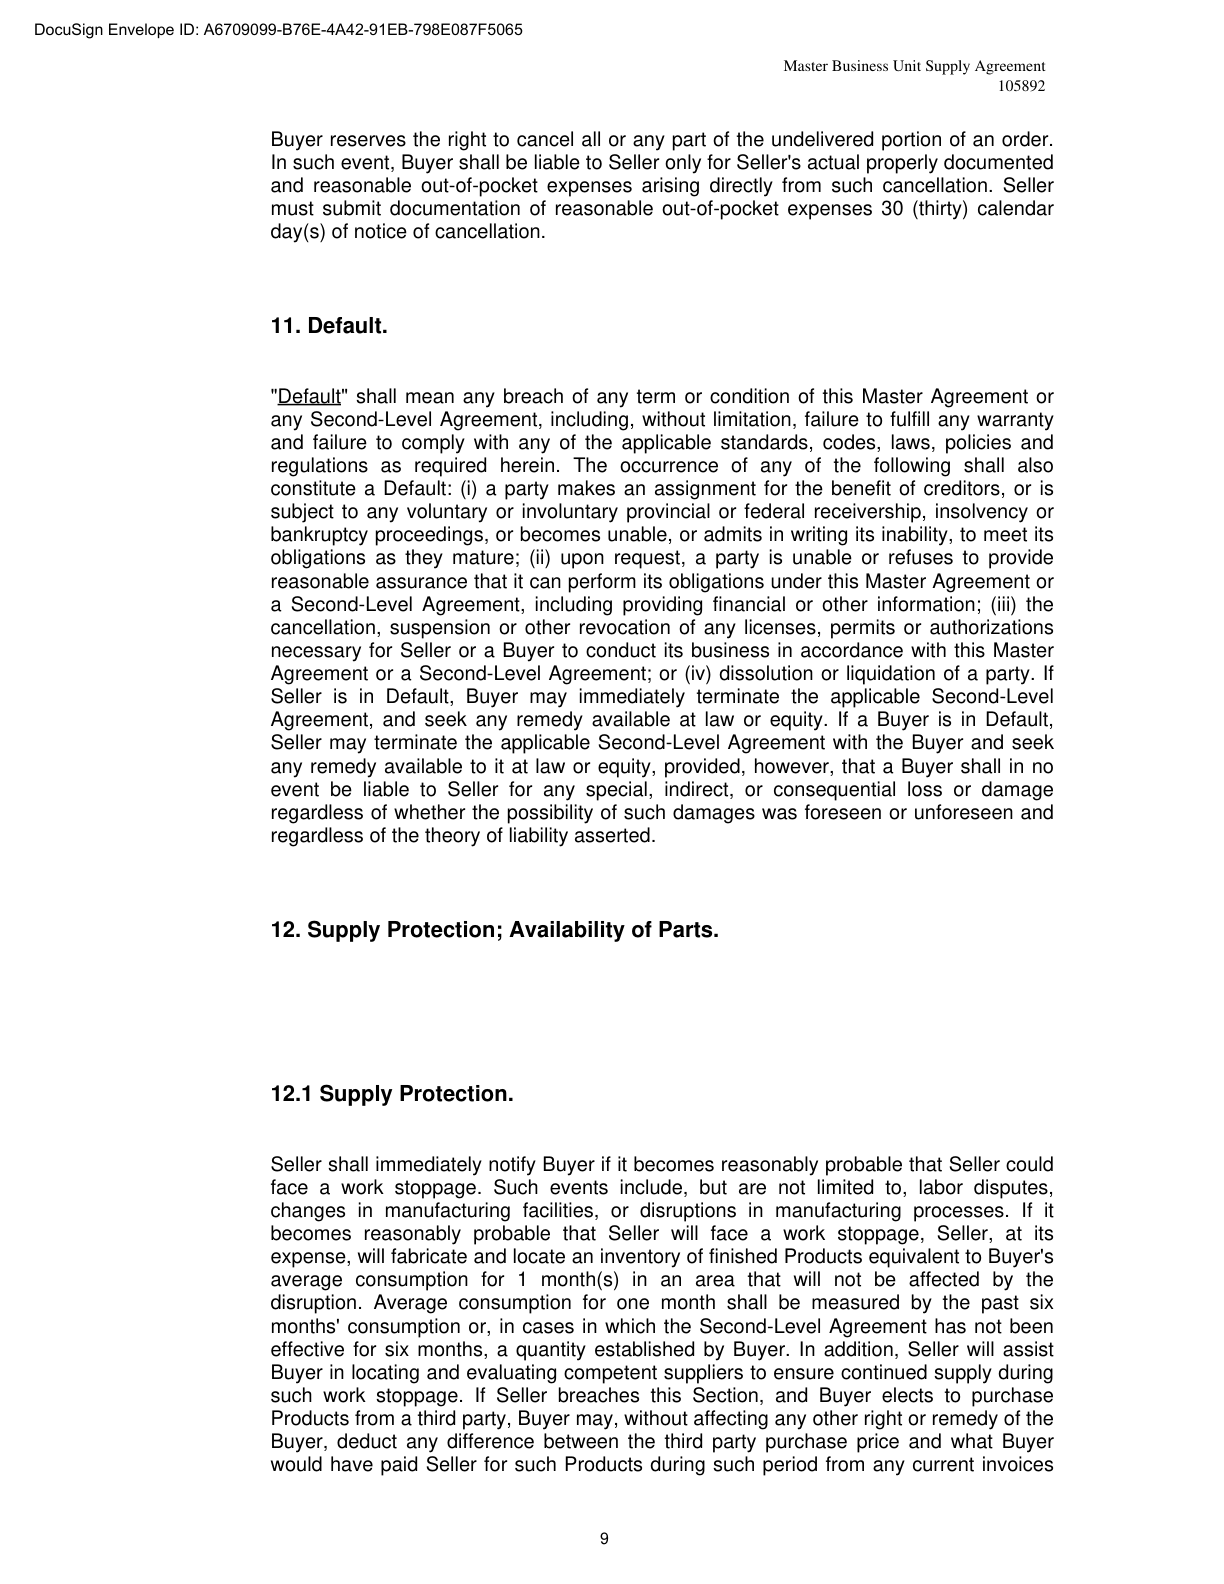 DocuSign Envelope ID: A6709099-B76E-4A42-91EB-798E087F5065
Master Business Unit Supply Agreement
105892
Buyer reserves the right to cancel all or any part of the undelivered portion of an order.
In such event, Buyer shall be liable to Seller only for Seller's actual properly documented
and reasonable out-of-pocket expenses arising directly from such cancellation. Seller
must submit documentation of reasonable out-of-pocket expenses 30 (thirty) calendar
day(s) of notice of cancellation.
11. Default.
"Default" shall mean any breach of any term or condition of this Master Agreement or
any Second-Level Agreement, including, without limitation, failure to fulfill any warranty
and failure to comply with any of the applicable standards, codes, laws, policies and
regulations as required herein. The occurrence of any of the following shall also
constitute a Default: (i) a party makes an assignment for the benefit of creditors, or is
subject to any voluntary or involuntary provincial or federal receivership, insolvency or
bankruptcy proceedings, or becomes unable, or admits in writing its inability, to meet its
obligations as they mature; (ii) upon request, a party is unable or refuses to provide
reasonable assurance that it can perform its obligations under this Master Agreement or
a Second-Level Agreement, including providing financial or other information; (iii) the
cancellation, suspension or other revocation of any licenses, permits or authorizations
necessary for Seller or a Buyer to conduct its business in accordance with this Master
Agreement or a Second-Level Agreement; or (iv) dissolution or liquidation of a party. If
Seller is in Default, Buyer may immediately terminate the applicable Second-Level
Agreement, and seek any remedy available at law or equity. If a Buyer is in Default,
Seller may terminate the applicable Second-Level Agreement with the Buyer and seek
any remedy available to it at law or equity, provided, however, that a Buyer shall in no
event be liable to Seller for any special, indirect, or consequential loss or damage
regardless of whether the possibility of such damages was foreseen or unforeseen and
regardless of the theory of liability asserted.
12. Supply Protection; Availability of Parts.
12.1 Supply Protection.
Seller shall immediately notify Buyer if it becomes reasonably probable that Seller could
face a work stoppage. Such events include, but are not limited to, labor disputes,
changes in manufacturing facilities, or disruptions in manufacturing processes. If it
becomes reasonably probable that Seller will face a work stoppage, Seller, at its
expense, will fabricate and locate an inventory of finished Products equivalent to Buyer's
average consumption for 1 month(s) in an area that will not be affected by the
disruption. Average consumption for one month shall be measured by the past six
months' consumption or, in cases in which the Second-Level Agreement has not been
effective for six months, a quantity established by Buyer. In addition, Seller will assist
Buyer in locating and evaluating competent suppliers to ensure continued supply during
such work stoppage. If Seller breaches this Section, and Buyer elects to purchase
Products from a third party, Buyer may, without affecting any other right or remedy of the
Buyer, deduct any difference between the third party purchase price and what Buyer
would have paid Seller for such Products during such period from any current invoices
9